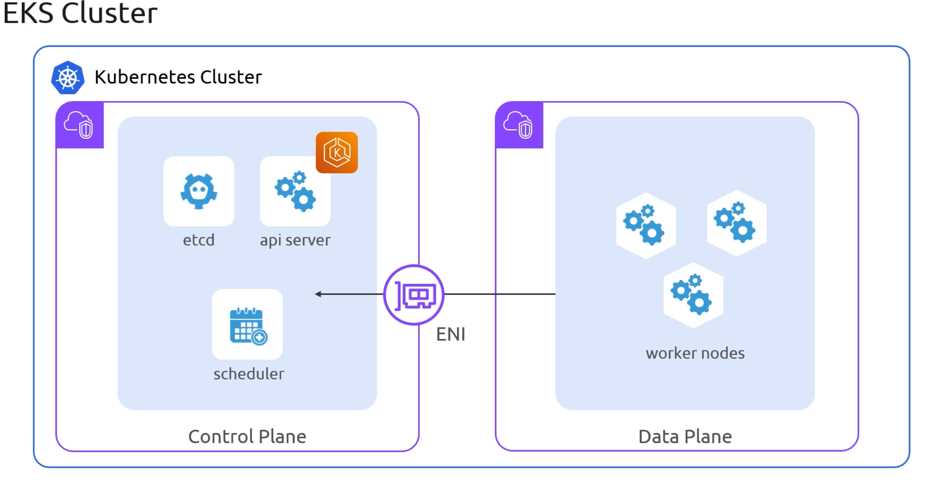 EKS Cluster
Kubernetes Cluster
K
etcd
api server
scheduler
ENI
worker nodes
Control Plane
Data Plane